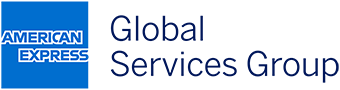 AMERICAN
EXPRESS
Global
Services Group